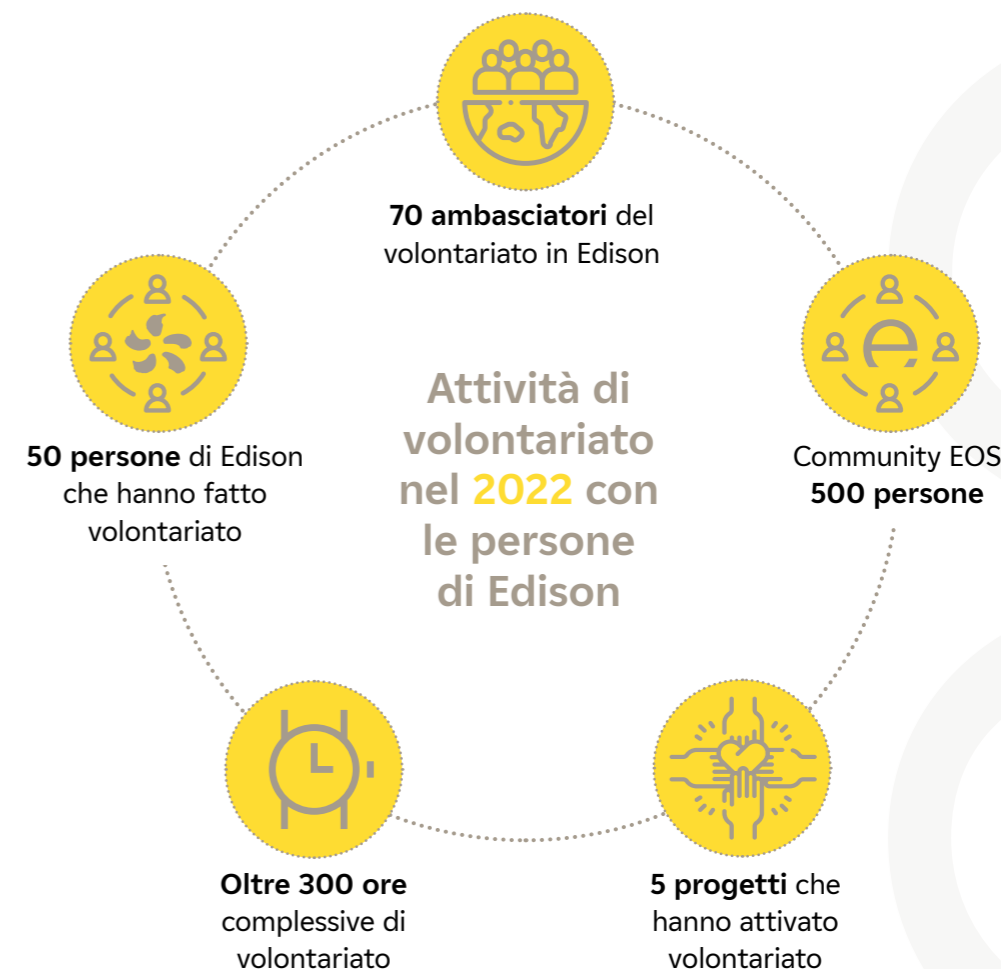 70 ambasciatori del
volontariato in Edison
50 persone di Edison
che hanno fatto
volontariato
Attività di
volontariato
nel 2022 con
le persone
di Edison
Community EOS
500 persone
Oltre 300 ore
complessive di
volontariato
5 progetti che
hanno attivato
volontariato